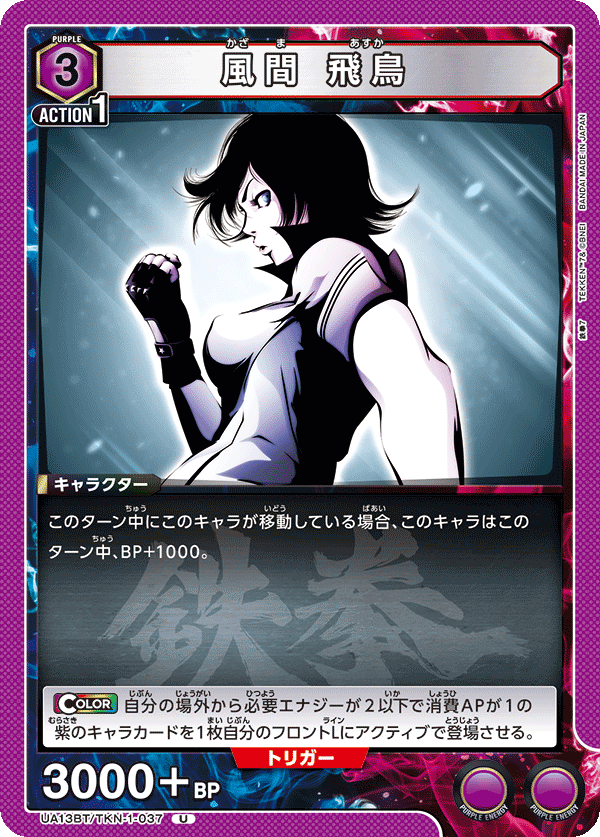 PURPLE
3
かざま あすか
風間 飛鳥
ACTION 1
鉄拳7 TEKKEN™7& ©BNEI BANDAI MADE IN JAPAN
キャラクター
このターン中にこのキャラが移動している場合、このキャラはこの
ターン中、BP+1000。
鉄拳
COLOR 自分の場外から必要エナジーが2以下で消費APが1の
紫のキャラカードを1枚自分のフロントLにアクティブで登場させる。
トリガー
3000+BP
PURPLE ENERGY PURPLE ENERGY
UA13BT/TKN-1-037 U